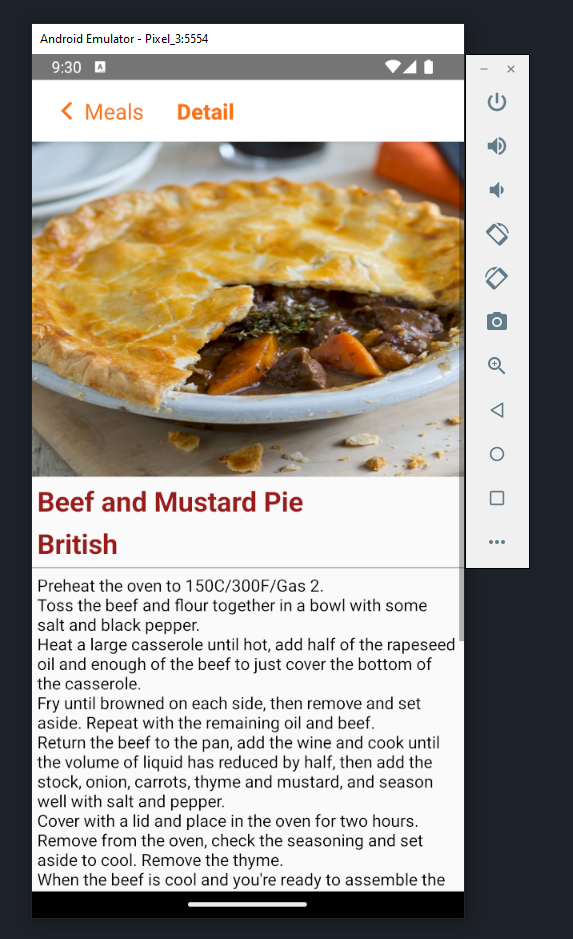 Android Emulator - Pixel_3:5554
9:30 A
Meals Detail
Beef and Mustard Pie
British
Preheat the oven to 150C/300F/Gas 2.
Toss the beef and flour together in a bowl with some
salt and black pepper.
Heat a large casserole until hot, add half of the rapeseed
oil and enough of the beef to just cover the bottom of
the casserole.
Fry until browned on each side, then remove and set
aside. Repeat with the remaining oil and beef.
Return the beef to the pan, add the wine and cook until
the volume of liquid has reduced by half, then add the
stock, onion, carrots, thyme and mustard, and season
well with salt and pepper.
Cover with a lid and place in the oven for two hours.
Remove from the oven, check the seasoning and set
aside to cool. Remove the thyme.
When the beef is cool and you're ready to assemble the